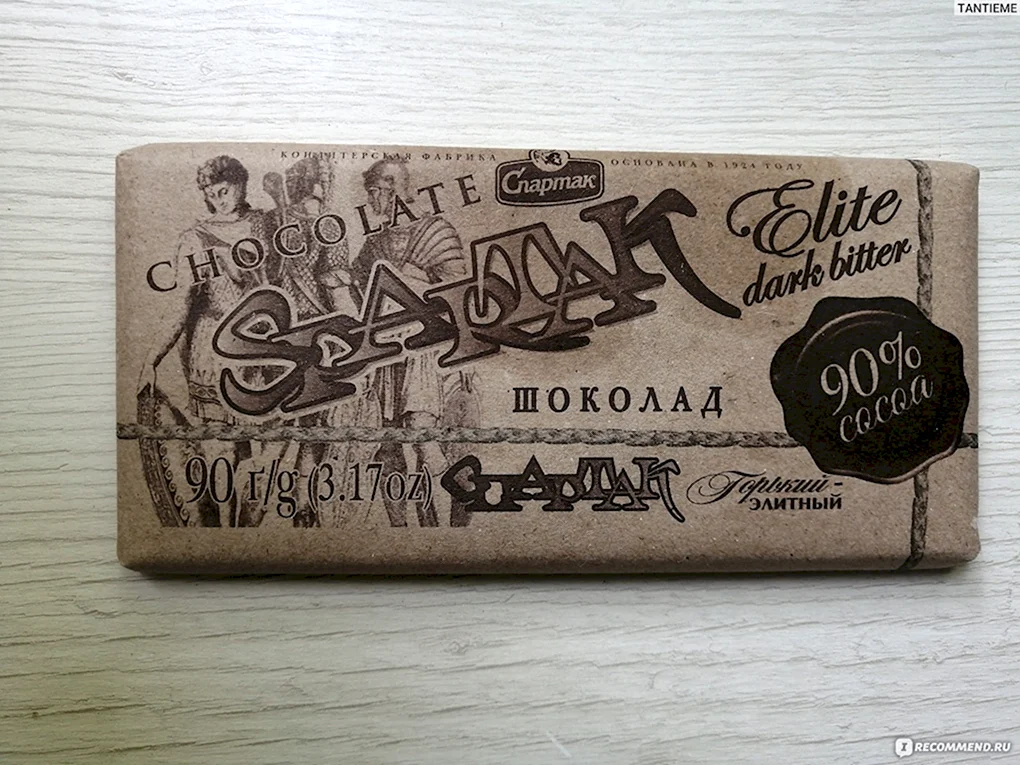 TANTIEME
КОНДИТЕРСКАЯ ФАБРИКА
Спартак
ОСНОВАНА В 1924 ГОДУ
CHOCOLATE
SPARTAK
Elite
dark bitter
90%
cocoa
ШОКОЛАД
90 г/g (3.17oz)
СПАРТАК
Горький-
ЭЛИТНЫЙ
IRECOMMEND.RU